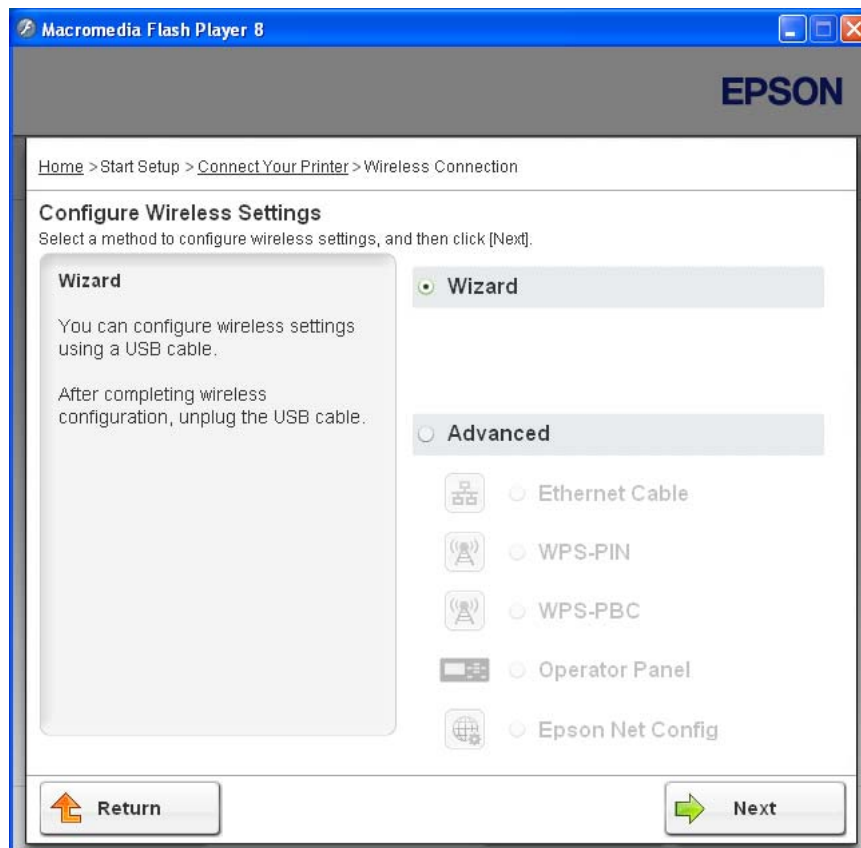 Macromedia Flash Player 8
EPSON
Home > Start Setup > Connect Your Printer > Wireless Connection
Configure Wireless Settings
Select a method to configure wireless settings, and then click [Next].
Wizard
You can configure wireless settings
using a USB cable.
After completing wireless
configuration, unplug the USB cable.
Wizard
Advanced
Ethernet Cable
WPS-PIN
WPS-PBC
Operator Panel
Epson Net Config
Return
Next